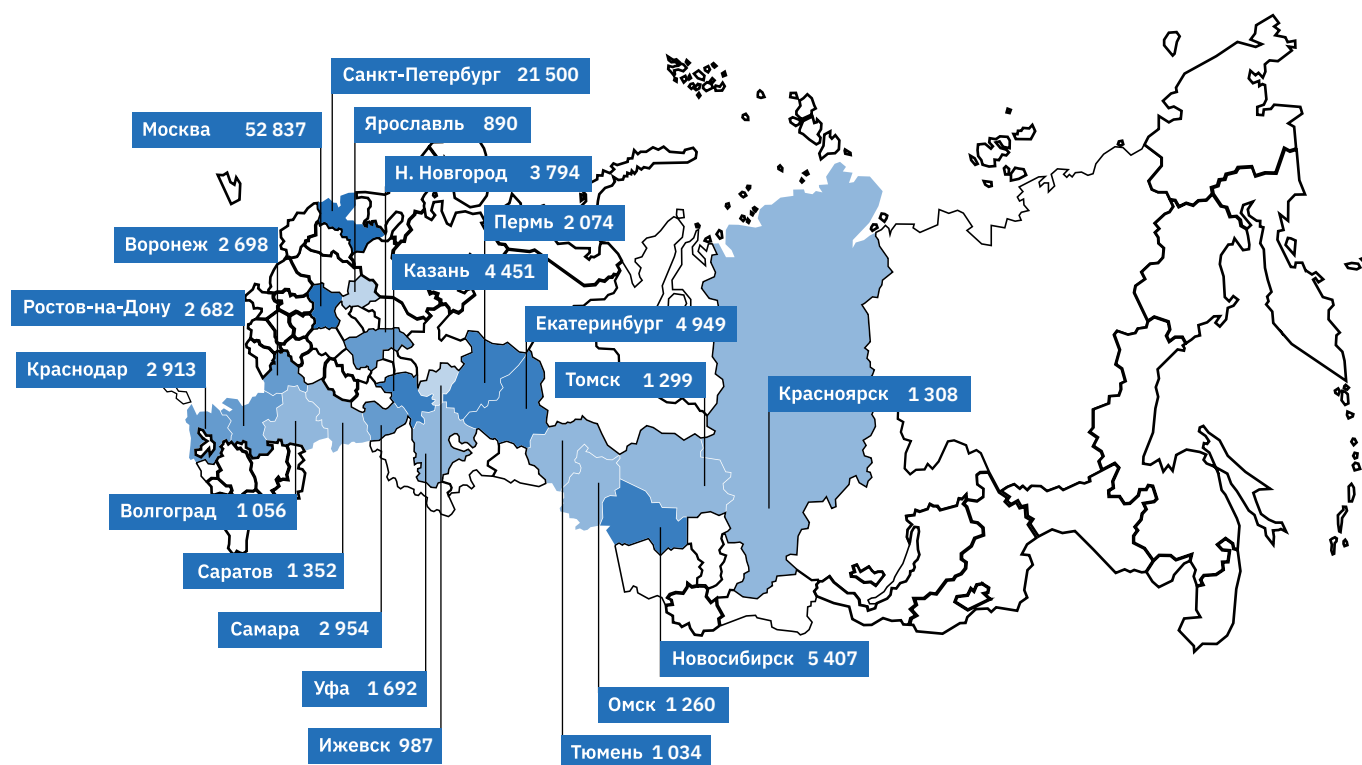 Санкт-Петербург 21 500
Москва 52 837
Ярославль 890
Н. Новгород 3 794
Пермь 2 074
Воронеж 2 698
Казань 4 451
Ростов-на-Дону 2 682
Екатеринбург 4 949
Краснодар 2 913
Томск 1 299
Красноярск 1 308
Волгоград 1 056
Саратов 1 352
Самара 2 954
Новосибирск 5 407
Уфа 1 692
Омск 1 260
Ижевск 987
Тюмень 1 034